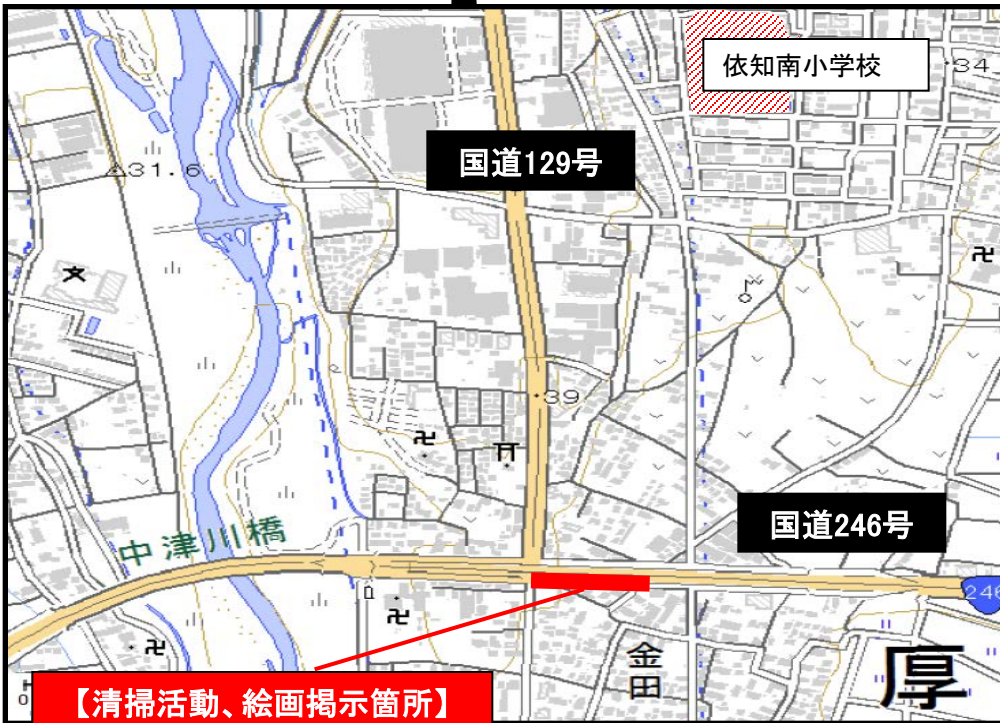 依知南小学校
34
国道129号
31.6
39
国道246号
中津川橋
246
金田
厚
【清掃活動、絵画掲示箇所】